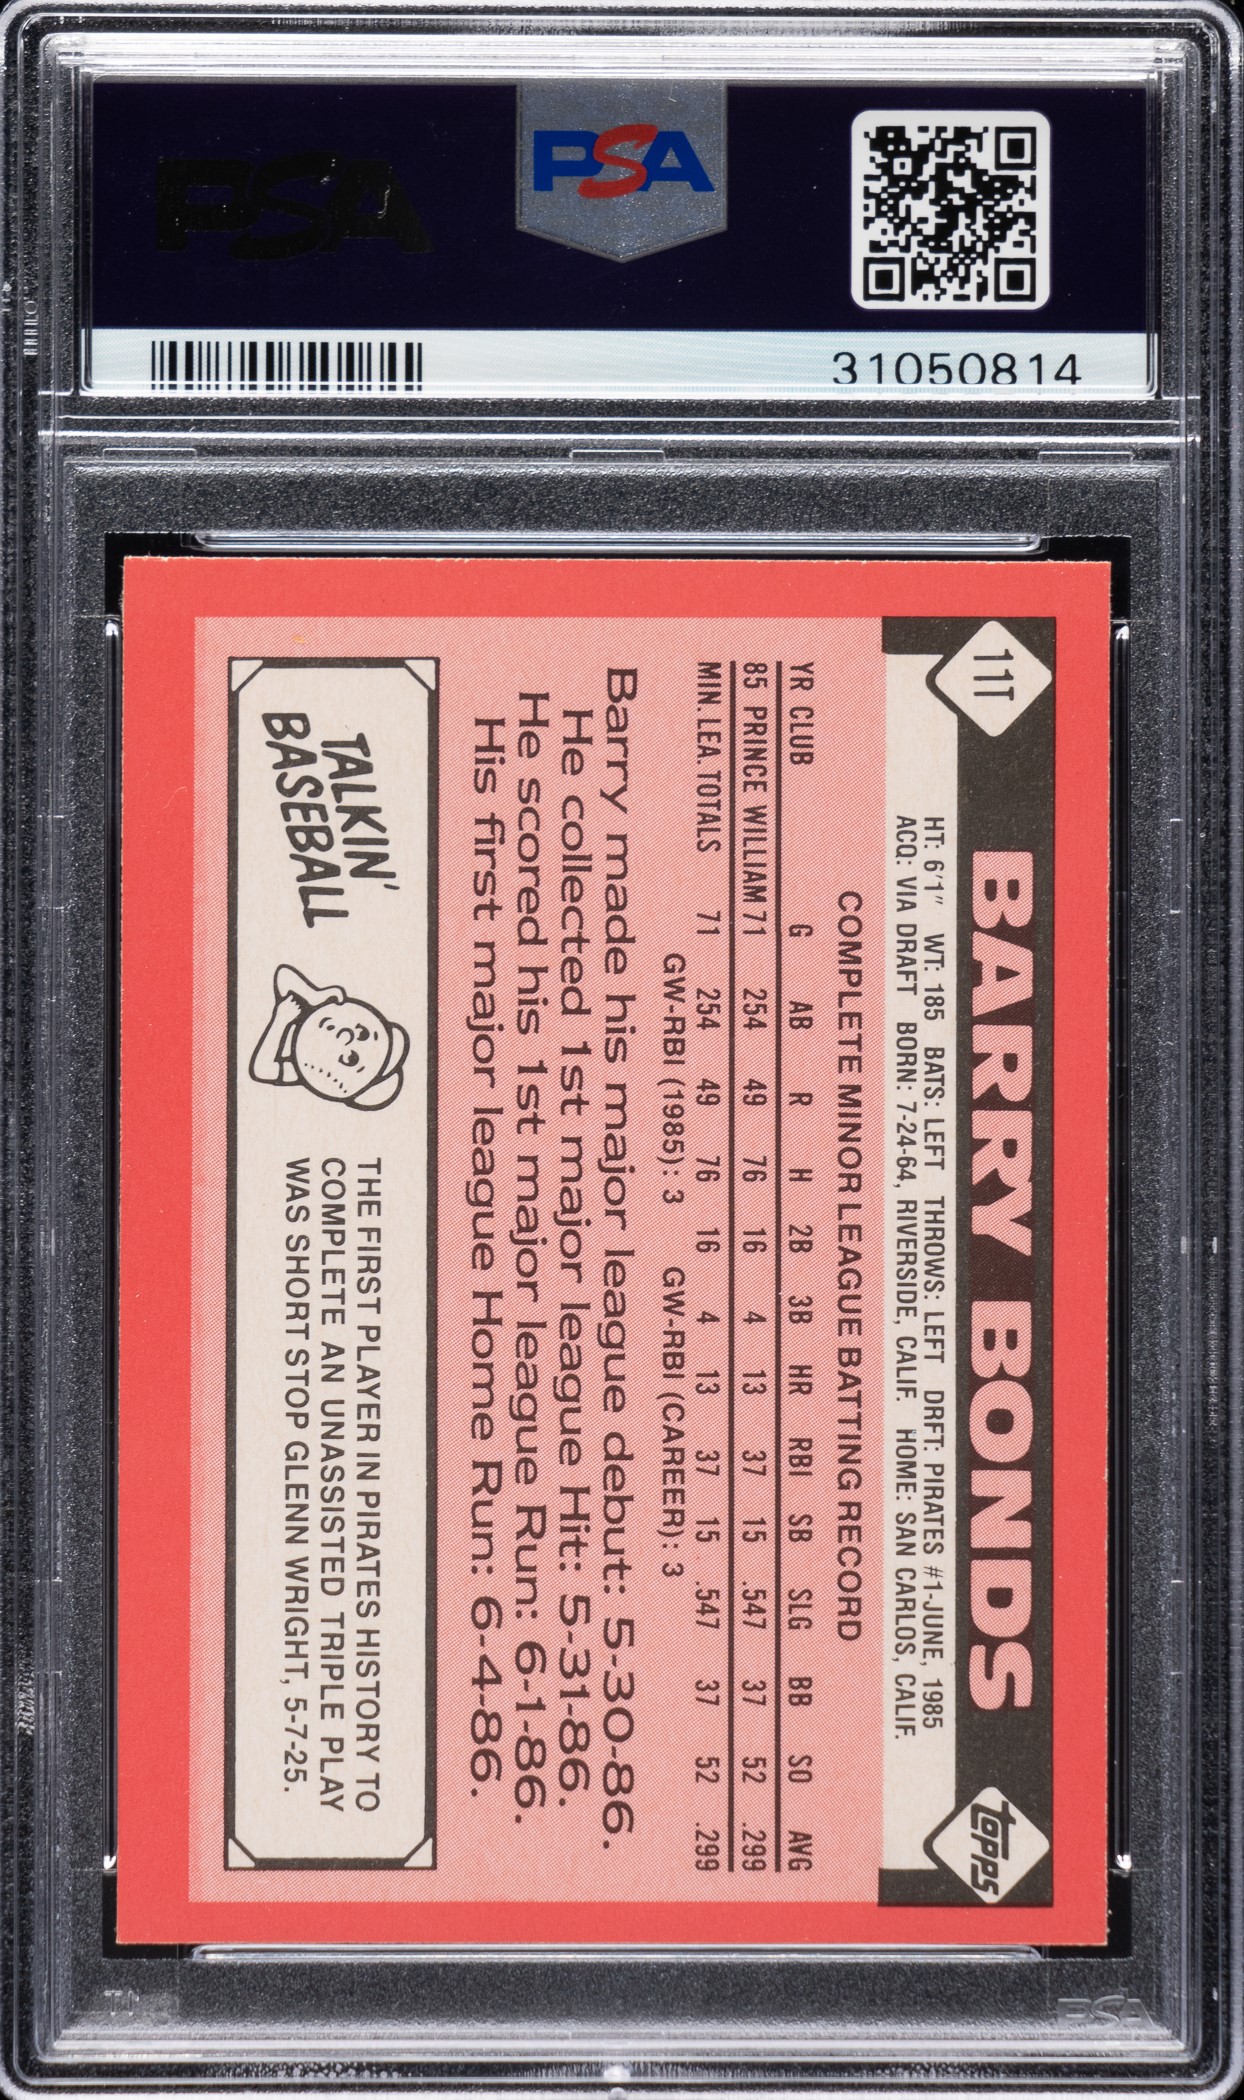 PSA
PSA
31050814
11T
BARRY BONDS
topps
HT: 6'1" WT: 185 BATS: LEFT THROWS: LEFT DRFT: PIRATES #1-JUNE, 1985
ACQ: VIA DRAFT BORN: 7-24-64, RIVERSIDE, CALIF. HOME: SAN CARLOS, CALIF.
COMPLETE MINOR LEAGUE BATTING RECORD
YR CLUB G AB R H 2B 3B HR RBI SB SLG BB SO AVG
85 PRINCE WILLIAM 71 254 49 76 16 4 13 37 15 .547 37 52 .299
MIN. LEA. TOTALS 71 254 49 76 16 4 13 37 15 .547 37 52 .299
GW-RBI (1985): 3 GW-RBI (CAREER): 3
Barry made his major league debut: 5-30-86.
He collected 1st major league Hit: 5-31-86.
He scored his 1st major league Run: 6-1-86.
His first major league Home Run: 6-4-86.
TALKIN'
BASEBALL
THE FIRST PLAYER IN PIRATES HISTORY TO
COMPLETE AN UNASSISTED TRIPLE PLAY
WAS SHORT STOP GLENN WRIGHT, 5-7-25.
PSA